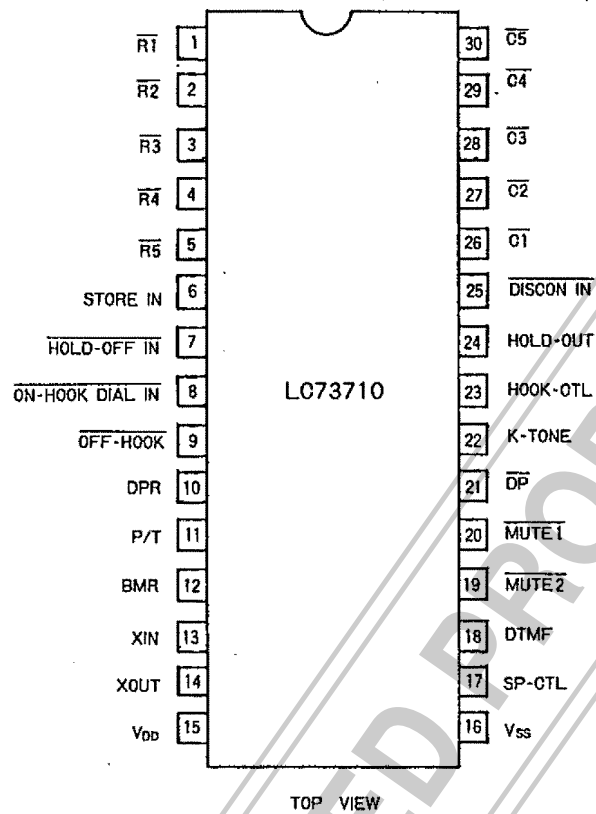 R1 1 30 C5
R2 2 29 C4
R3 3 28 C3
R4 4 27 C2
R5 5 26 C1
STORE IN 6 25 DISCON IN
HOLD-OFF IN 7 24 HOLD-OUT
ON-HOOK DIAL IN 8 LC73710 23 HOOK-CTL
OFF-HOOK 9 22 K-TONE
DPR 10 21 DP
P/T 11 20 MUTE1
BMR 12 19 MUTE2
XIN 13 18 DTMF
XOUT 14 17 SP-CTL
VDD 15 16 VSS
TOP VIEW